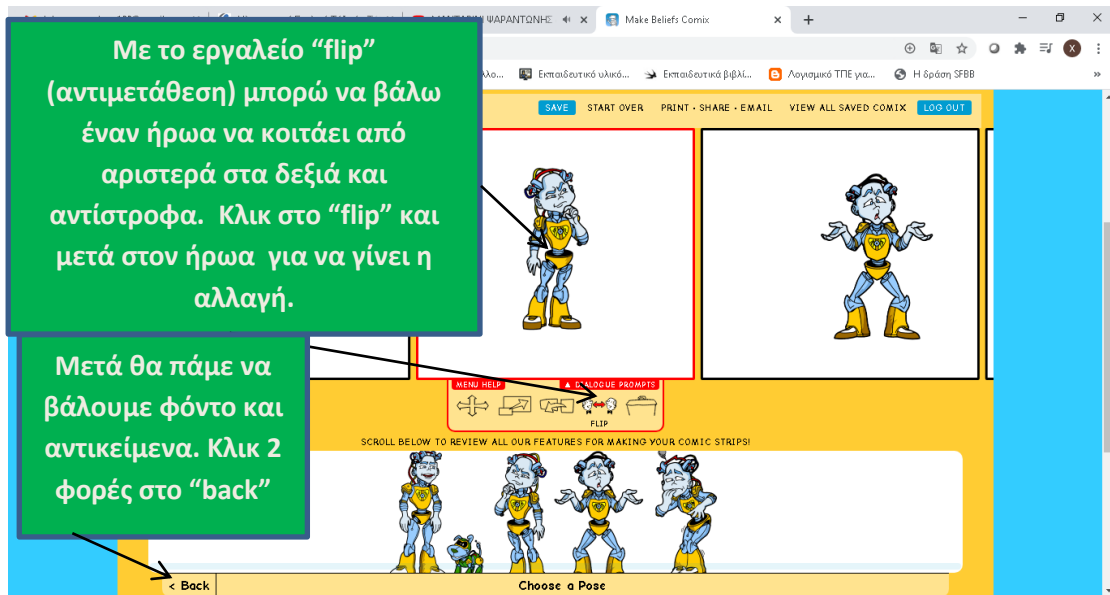 ΨΑΡΑΝΤΩΝΗΣ
Make Beliefs Comix
Εκπαιδευτικό υλικό...
Εκπαιδευτικά βιβλί...
Λογισμικό ΤΠΕ για...
Η δράση SFBB
X
SAVE START OVER PRINT • SHARE • EMAIL VIEW ALL SAVED COMIX LOG OUT
Με το εργαλείο “flip”
(αντιμετάθεση) μπορώ να βάλω
έναν ήρωα να κοιτάει από
αριστερά στα δεξιά και
αντίστροφα. Κλικ στο “flip” και
μετά στον ήρωα για να γίνει η
αλλαγή.
Μετά θα πάμε να
βάλουμε φόντο και
αντικείμενα. Κλικ 2
φορές στο “back”
MENU HELP
▲ DIALOGUE PROMPTS
FLIP
SCROLL BELOW TO REVIEW ALL OUR FEATURES FOR MAKING YOUR COMIC STRIPS!
< Back
Choose a Pose